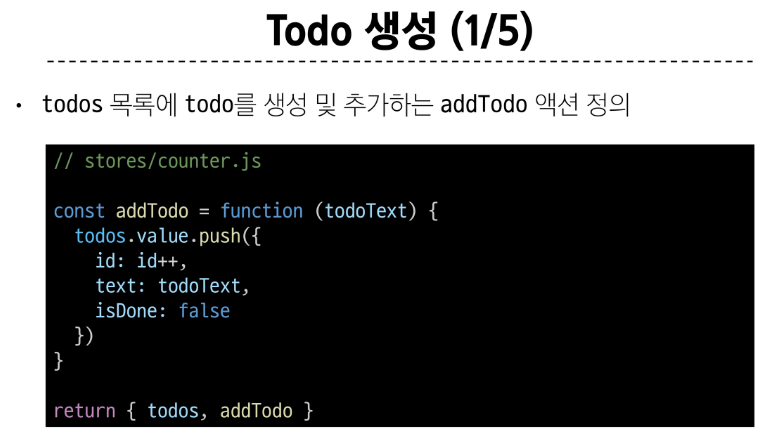 Todo 생성 (1/5)
• todos 목록에 todo를 생성 및 추가하는 addTodo 액션 정의
// stores/counter.js
const addTodo = function (todoText) {
  todos.value.push({
    id: id++,
    text: todoText,
    isDone: false
  })
}
return { todos, addTodo }